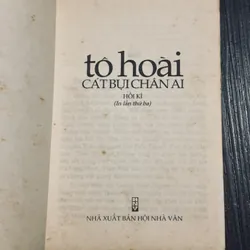 tô hoài
CÁT BỤI CHÂN AI
HỒI KÍ
(In lần thứ ba)
NHÀ XUẤT BẢN HỘI NHÀ VĂN